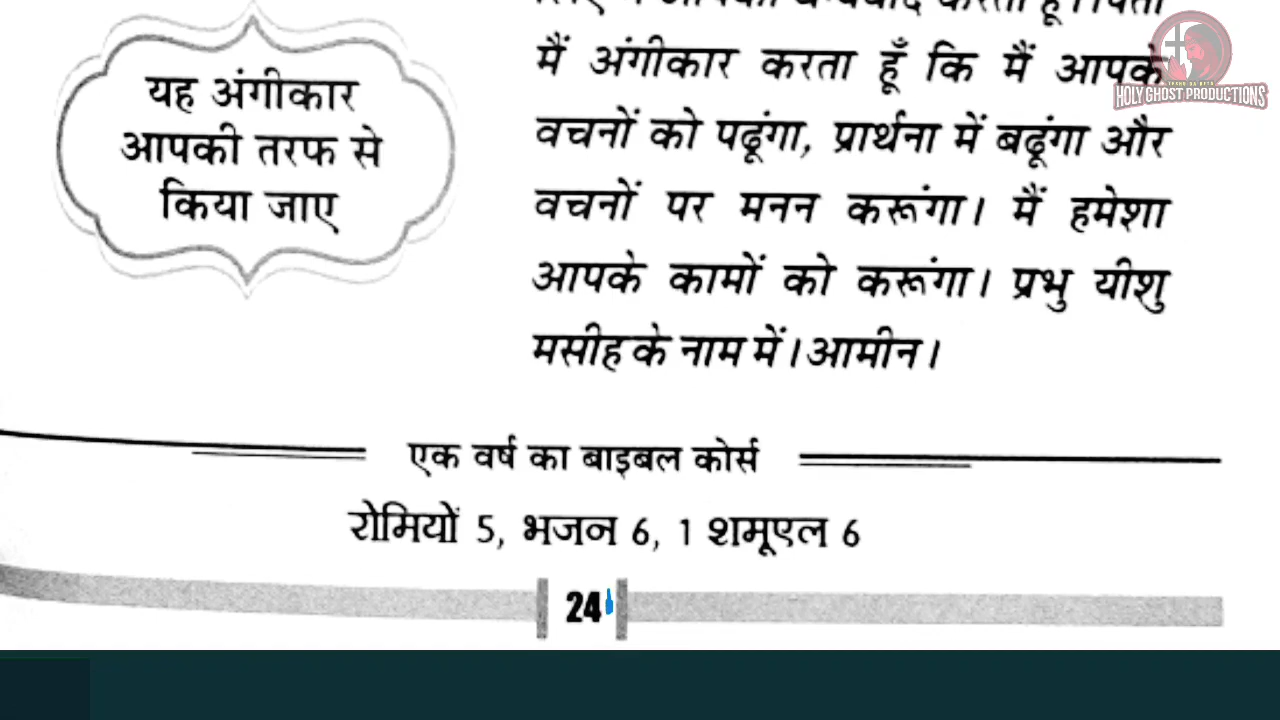 यह अंगीकार
आपकी तरफ से
किया जाए
मैं अंगीकार करता हूँ कि मैं आपके
वचनों को पढूंगा, प्रार्थना में बढूंगा और
वचनों पर मनन करूंगा। मैं हमेशा
आपके कामों को करूंगा। प्रभु यीशु
मसीह के नाम में। आमीन।
एक वर्ष का बाइबल कोर्स
रोमियों 5, भजन 6, 1 शमूएल 6
24
HOLY GHOST PRODUCTIONS